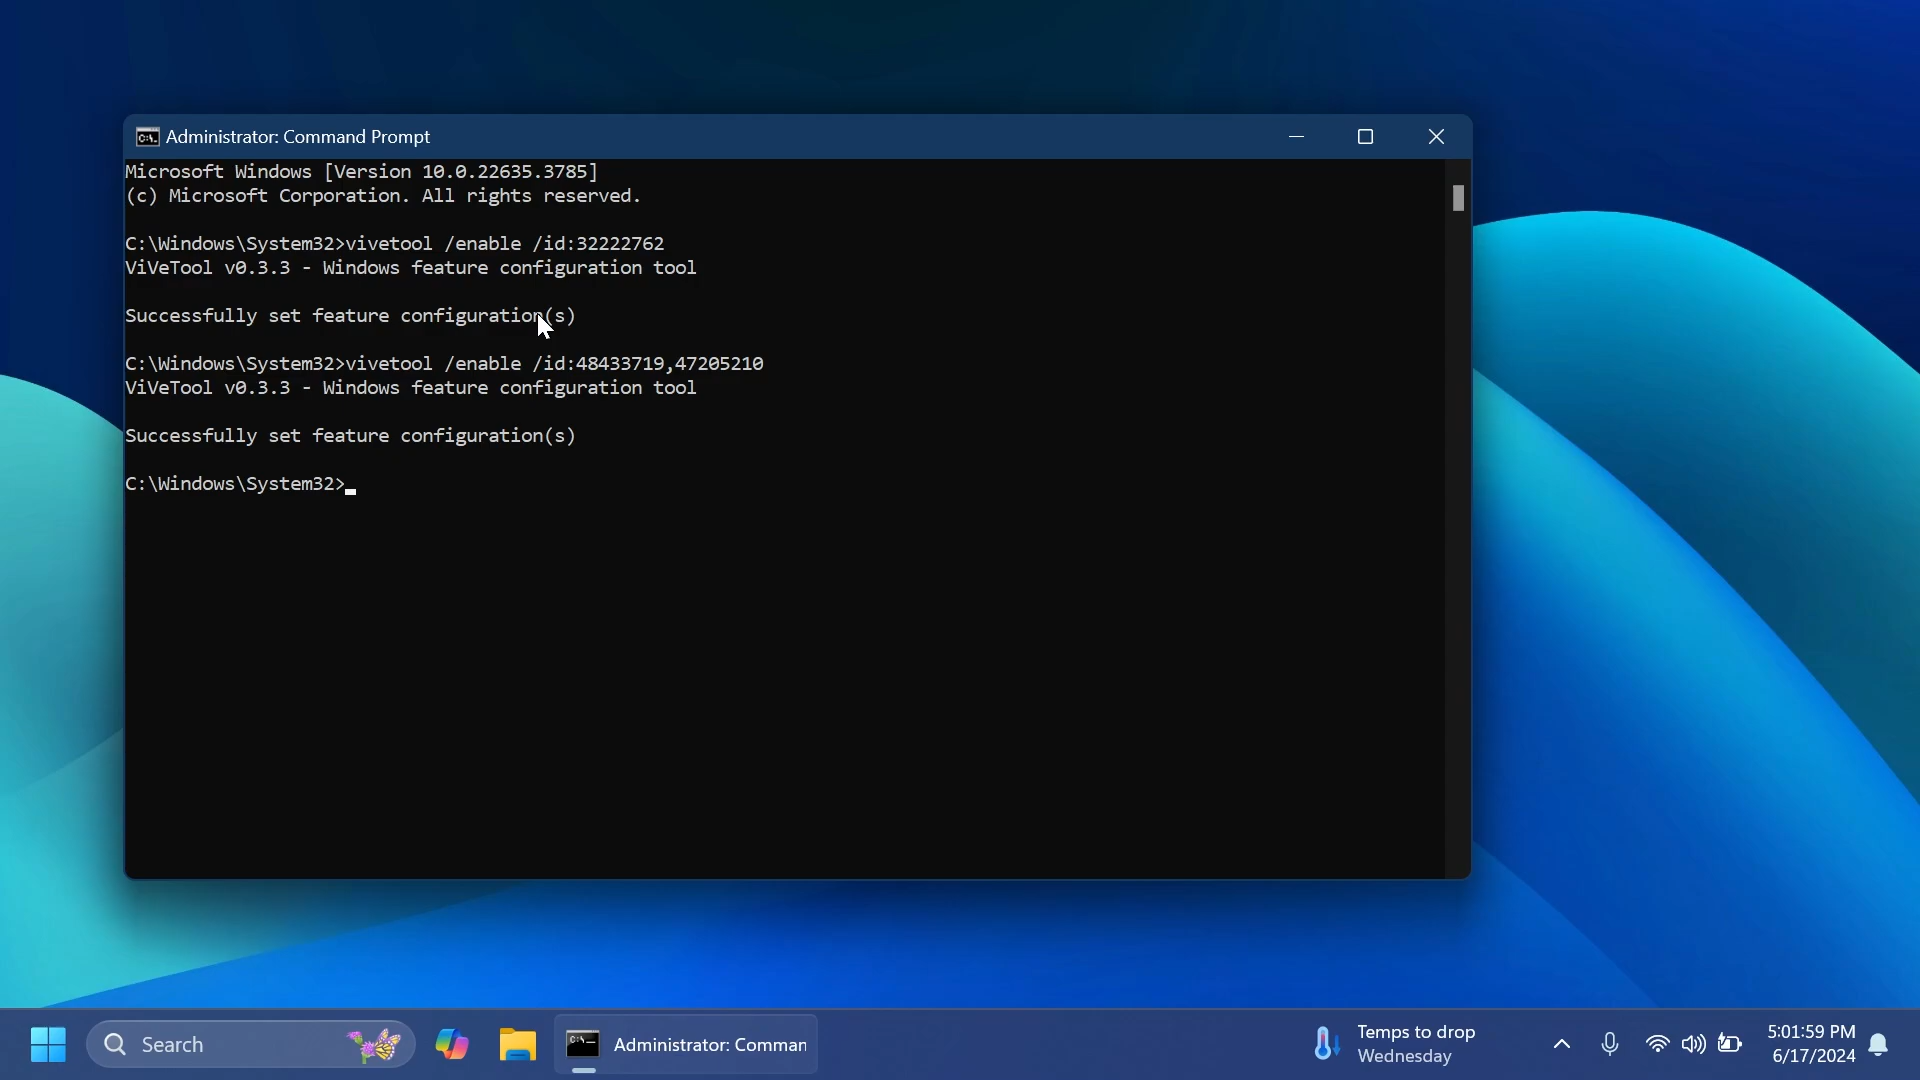 Administrator: Command Prompt
Microsoft Windows [Version 10.0.22635.3785]
(c) Microsoft Corporation. All rights reserved.
C:\Windows\System32>vivetool /enable /id:32222762
ViVeTool v0.3.3 - Windows feature configuration tool
Successfully set feature configuration(s)
C:\Windows\System32>vivetool /enable /id:48433719,47205210
ViVeTool v0.3.3 - Windows feature configuration tool
Successfully set feature configuration(s)
C:\Windows\System32>
Search
Administrator: Comman
Temps to drop
Wednesday
5:01:59 PM
6/17/2024